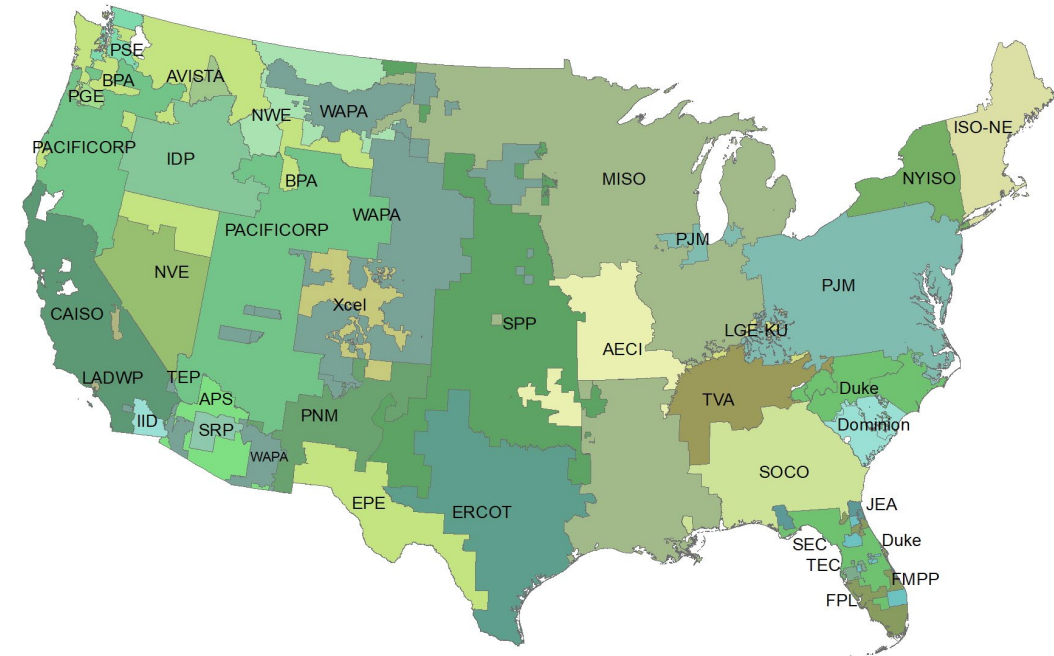 PSE
BPA
AVISTA
PGE
NWE
WAPA
ISO-NE
PACIFICORP
IDP
BPA
MISO
NYISO
WAPA
PACIFICORP
PJM
NVE
PJM
Xcel
CAISO
SPP
LGE-KU
AECI
LADWP
TEP
APS
TVA
Duke
IID
SRP
PNM
Dominion
WAPA
SOCO
EPE
ERCOT
JEA
SEC
Duke
TEC
FMPP
FPL